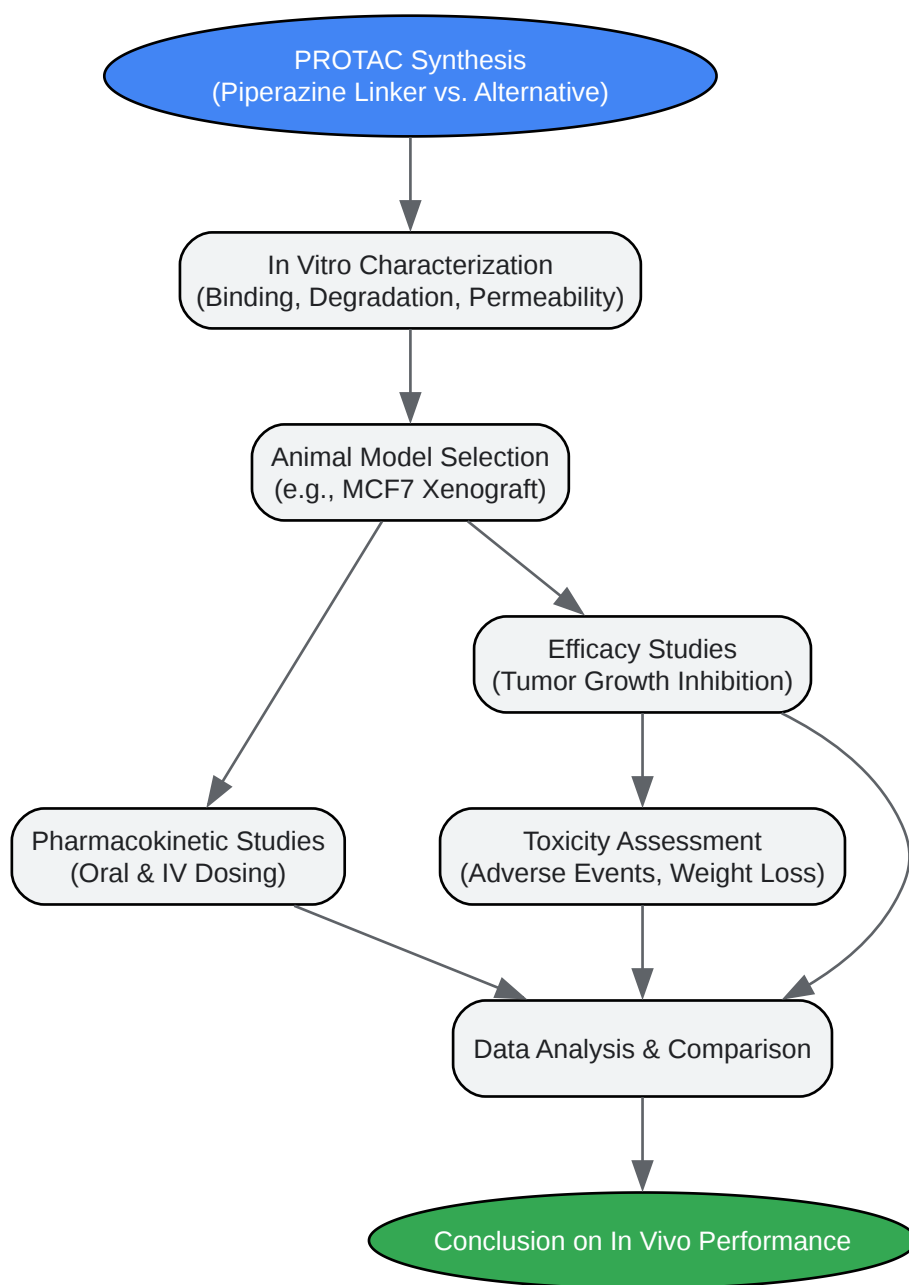 PROTAC Synthesis
(Piperazine Linker vs. Alternative)
In Vitro Characterization
(Binding, Degradation, Permeability)
Animal Model Selection
(e.g., MCF7 Xenograft)
Efficacy Studies
(Tumor Growth Inhibition)
Pharmacokinetic Studies
(Oral & IV Dosing)
Toxicity Assessment
(Adverse Events, Weight Loss)
Data Analysis & Comparison
Conclusion on In Vivo Performance